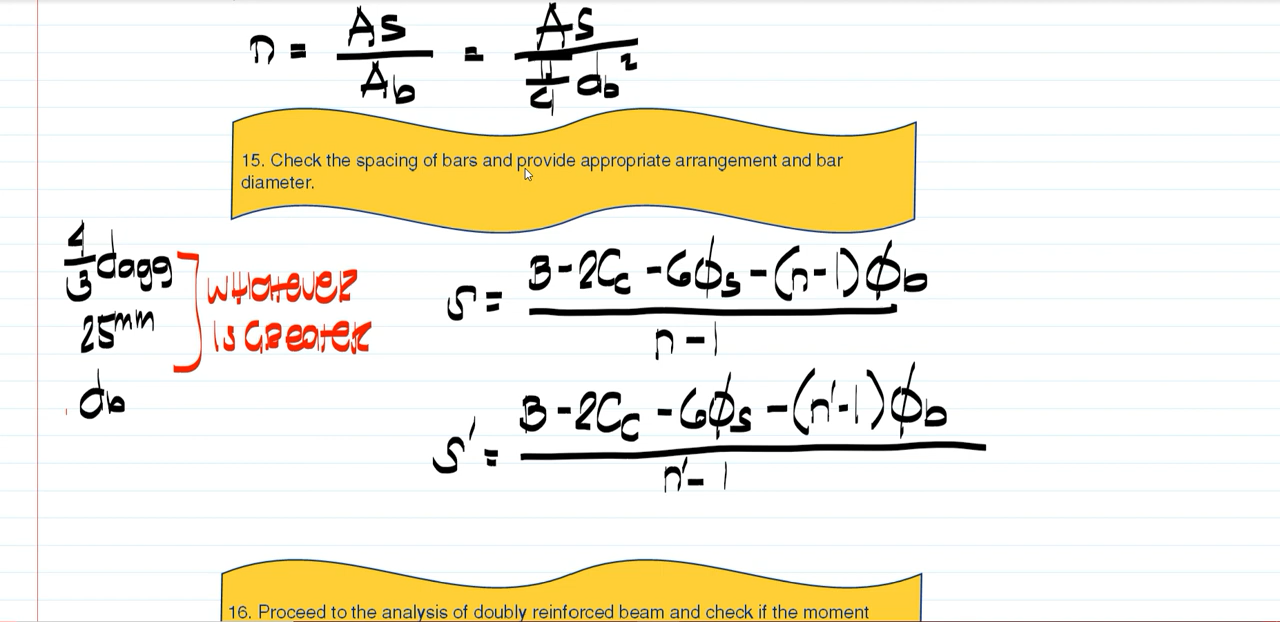 n = As/Ab = As/(π/4 db²)
15. Check the spacing of bars and provide appropriate arrangement and bar
diameter.
4/3 dagg
25mm
db
whatever
is greater
s = (B-2Cc-6ϕs-(n-1)ϕb)/(n-1)
s' = (B-2Cc-6ϕs-(n'-1)ϕb)/(n'-1)
16. Proceed to the analysis of doubly reinforced beam and check if the moment